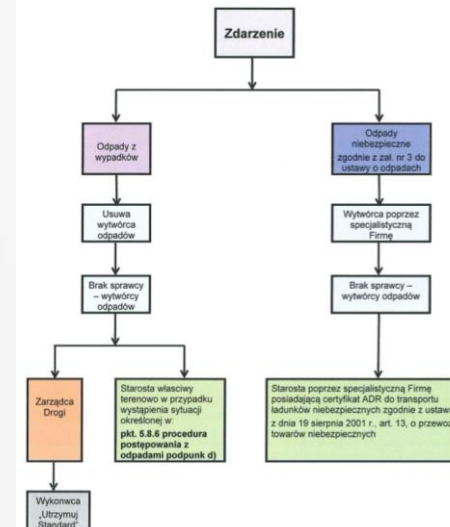 Zdarzenie
Odpady z
wypadków
Odpady
niebezpieczne
zgodnie z zał. nr 3 do
ustawy o odpadach
Usuwa
wytwórca
odpadów
Wytwórca poprzez
specjalistyczną
Firmę
Brak sprawcy
– wytwórcy
odpadów
Brak sprawcy –
wytwórcy odpadów
Zarządca
Drogi
Starosta właściwy
terenowo w przypadku
wystąpienia sytuacji
określonej w:
pkt. 5.8.6 procedura
postępowania z
odpadami podpunk d)
Starosta poprzez specjalistyczną Firmę
posiadającą certyfikat ADR do transportu
ładunków niebezpiecznych zgodnie z ustawą
z dnia 19 sierpnia 2001 r., art. 13, o przewoz
towarów niebezpiecznych
Wykonwca
„Utrzymuj
Standard”